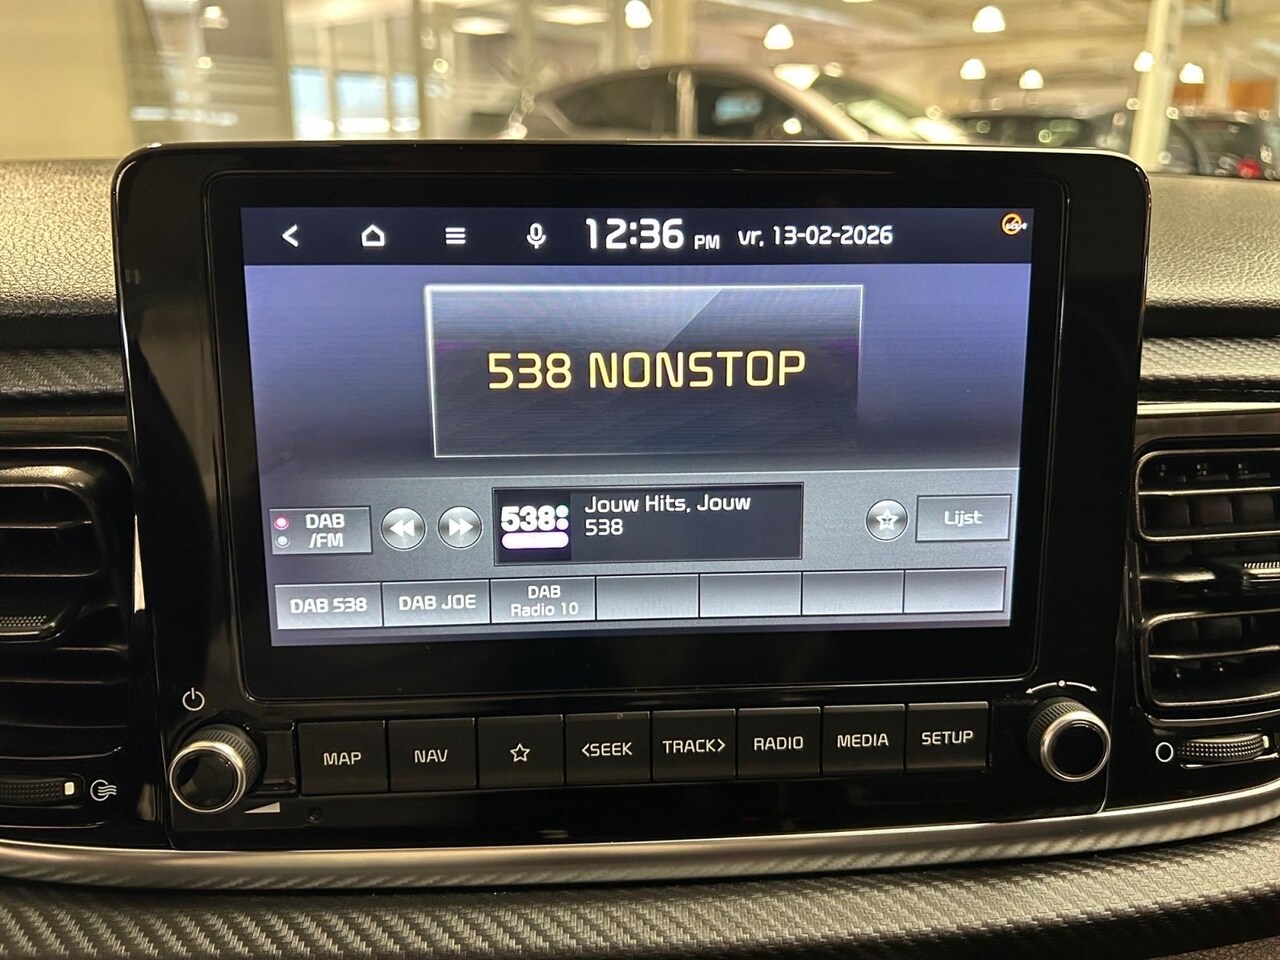 12:36 PM vr, 13-02-2026
538 NONSTOP
DAB
/FM
538
Jouw Hits, Jouw
538
Lijst
DAB 538
DAB JOE
DAB
Radio 10
MAP
NAV
<SEEK
TRACK>
RADIO
MEDIA
SETUP